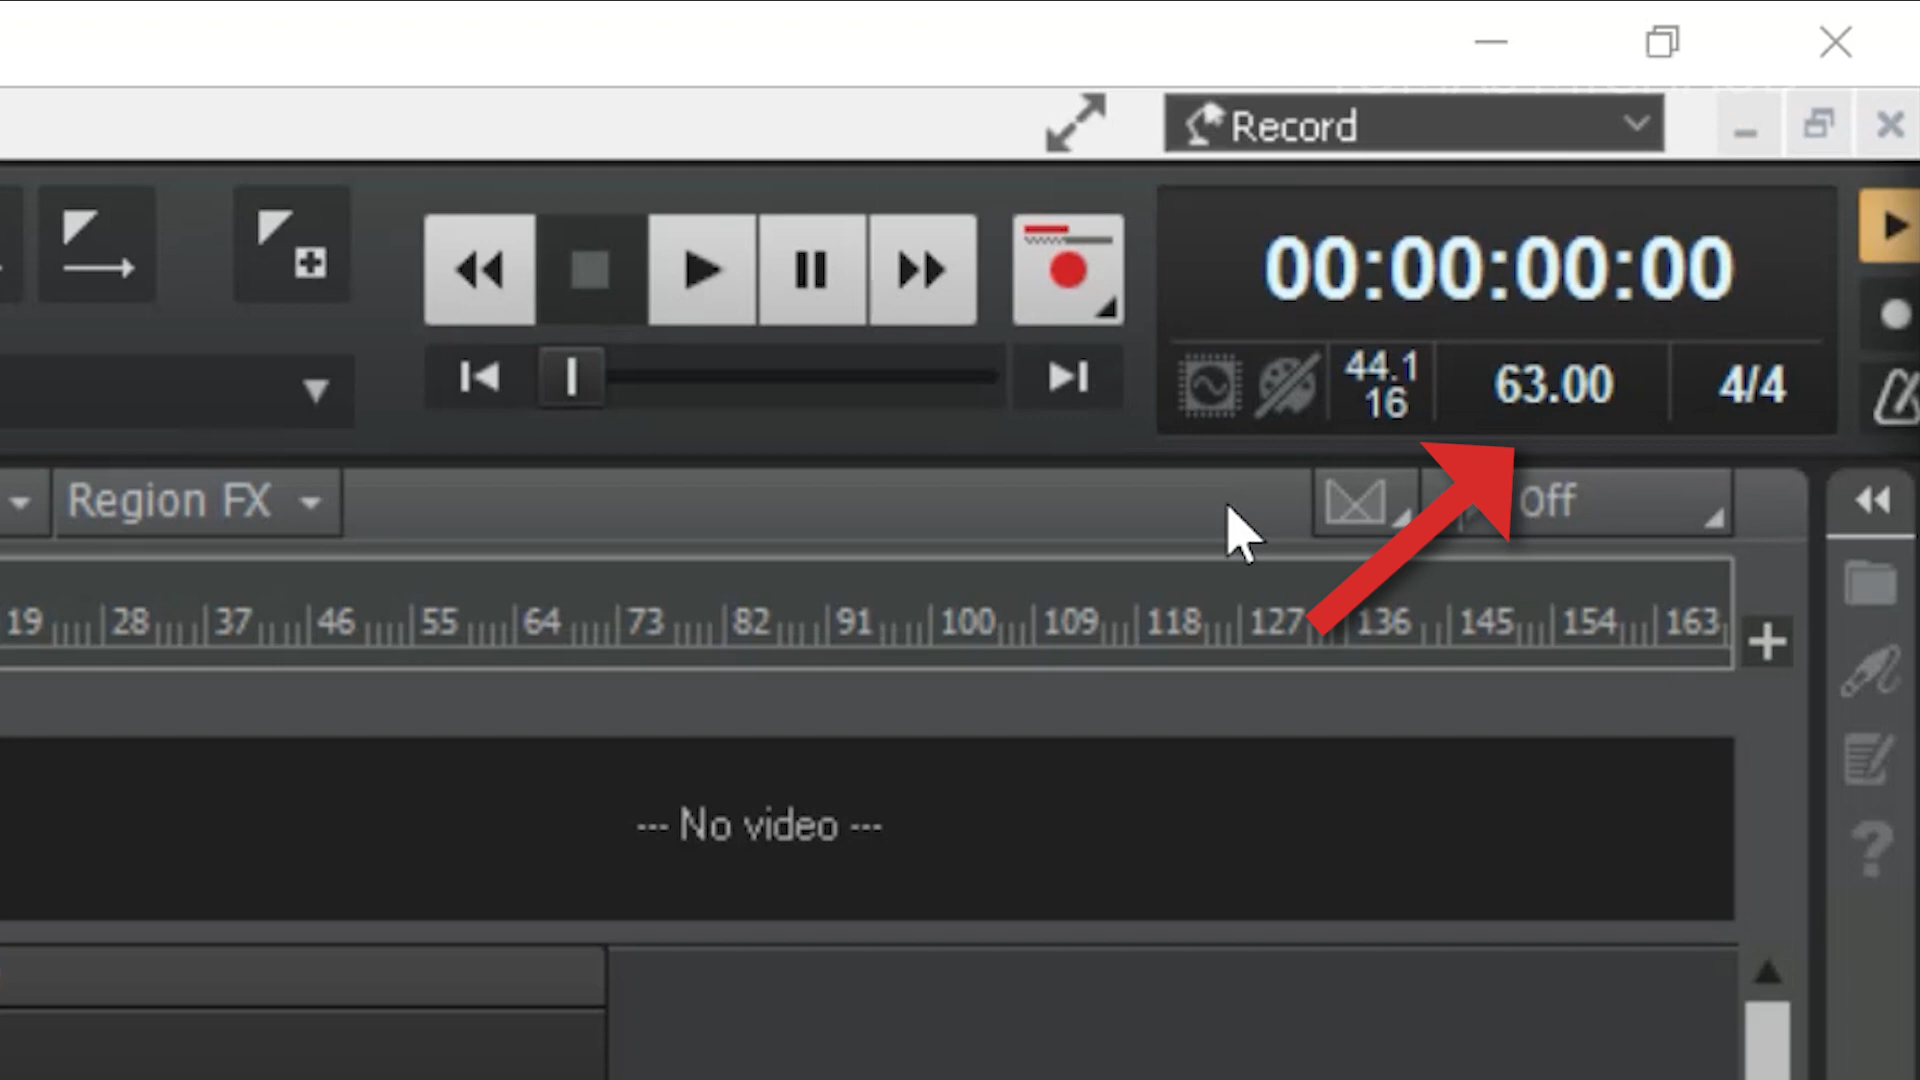 Record
00:00:00:00
44.1
16
63.00
4/4
Region FX
Off
19 28 37 46 55 64 73 82 91 100 109 118 127 136 145 154 163
--- No video ---